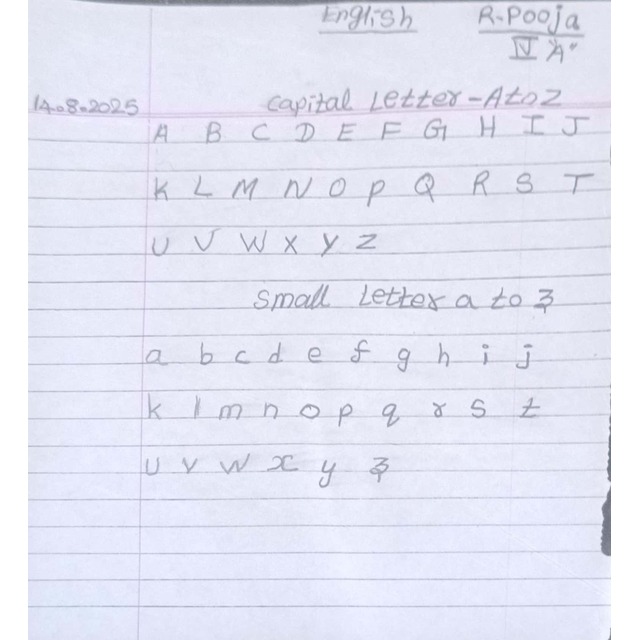 English R. Pooja
IV "A"
14.8.2025 Capital Letter - A to Z
A B C D E F G H I J
K L M N O P Q R S T
U V W X Y Z
Small Letter a to z
a b c d e f g h i j
k l m n o p q r s t
u v w x y z